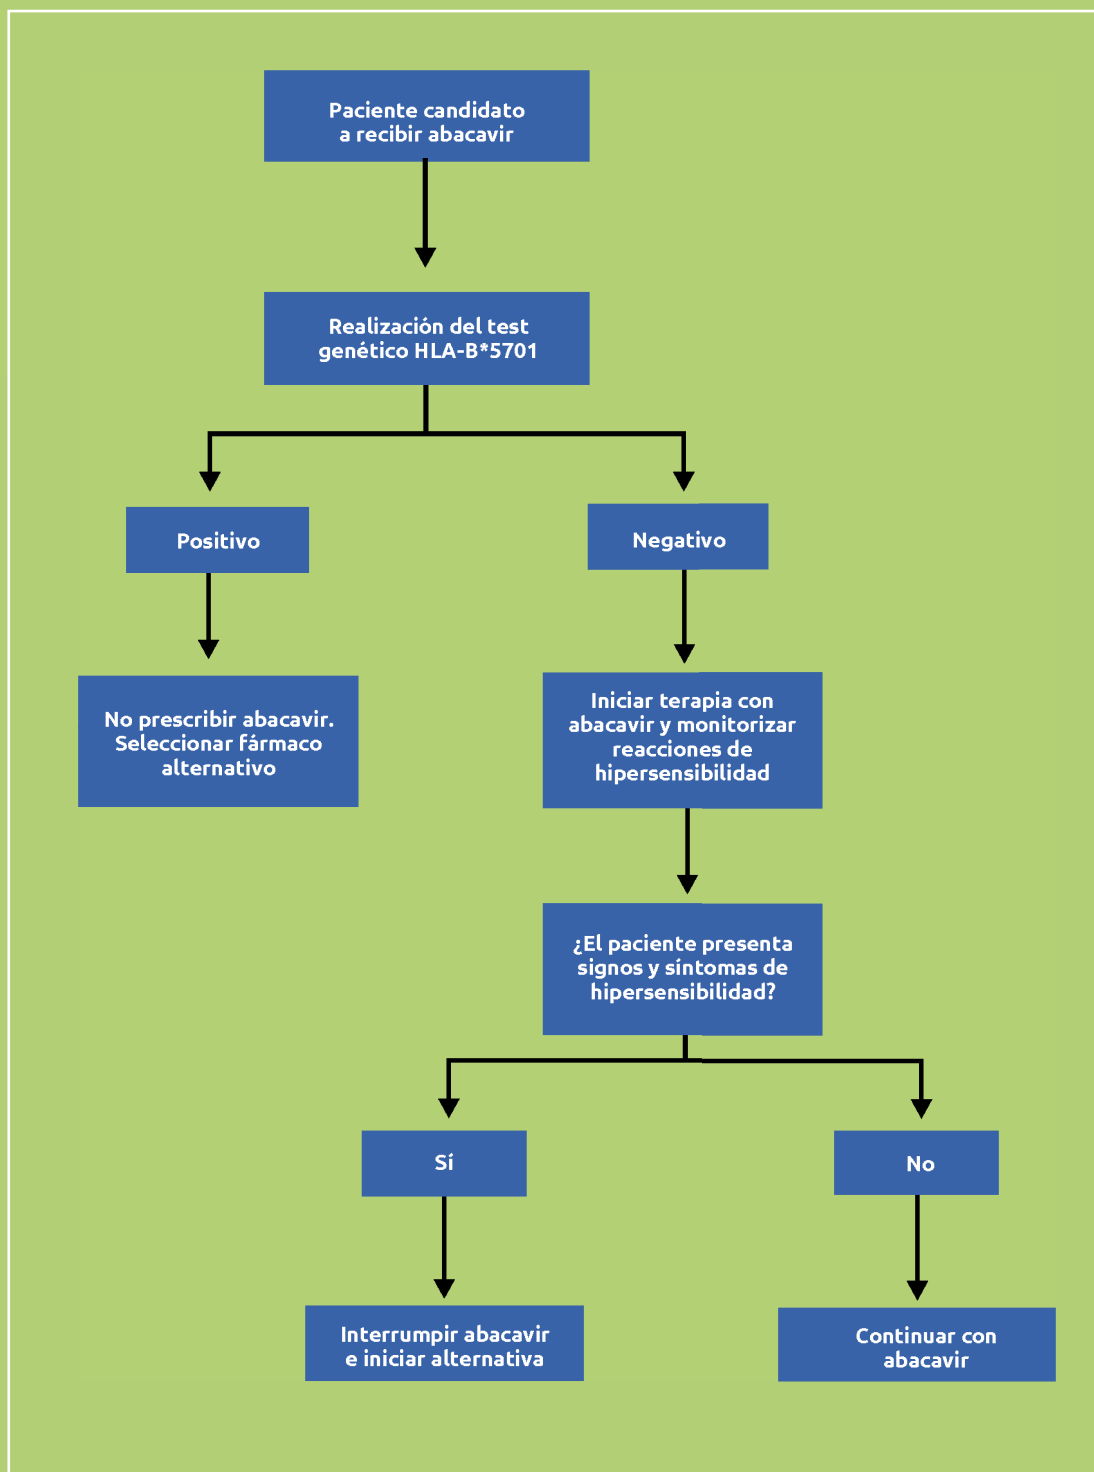 Paciente candidato
a recibir abacavir
Realización del test
genético HLA-B*5701
Positivo
Negativo
No prescribir abacavir.
Seleccionar fármaco
alternativo
Iniciar terapia con
abacavir y monitorizar
reacciones de
hipersensibilidad
¿El paciente presenta
signos y síntomas de
hipersensibilidad?
Sí
No
Interrumpir abacavir
e iniciar alternativa
Continuar con
abacavir